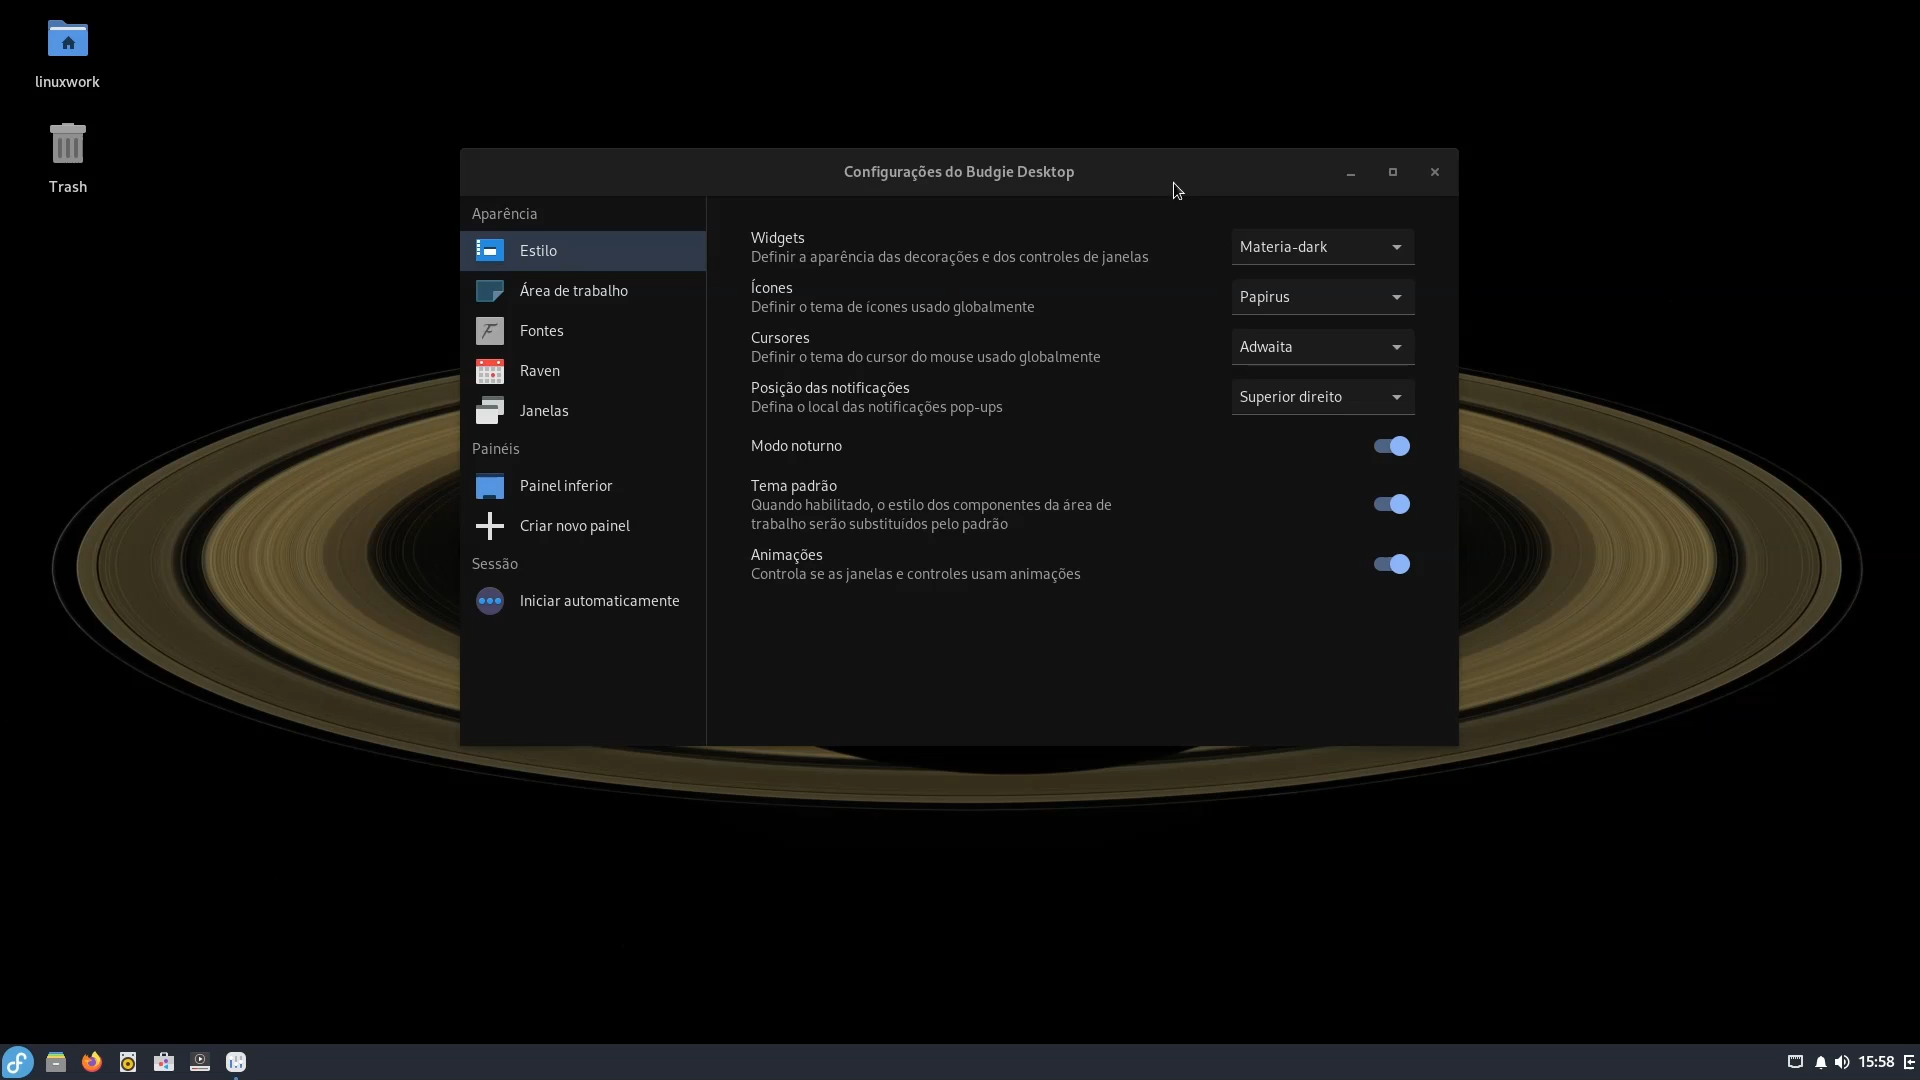 linuxwork
Trash
Configurações do Budgie Desktop
Aparência
Estilo
Área de trabalho
Fontes
Raven
Janelas
Painéis
Painel inferior
Criar novo painel
Sessão
Iniciar automaticamente
Widgets
Definir a aparência das decorações e dos controles de janelas
Materia-dark
Ícones
Definir o tema de ícones usado globalmente
Papirus
Cursores
Definir o tema do cursor do mouse usado globalmente
Adwaita
Posição das notificações
Defina o local das notificações pop-ups
Superior direito
Modo noturno
Tema padrão
Quando habilitado, o estilo dos componentes da área de
trabalho serão substituídos pelo padrão
Animações
Controla se as janelas e controles usam animações
15:58